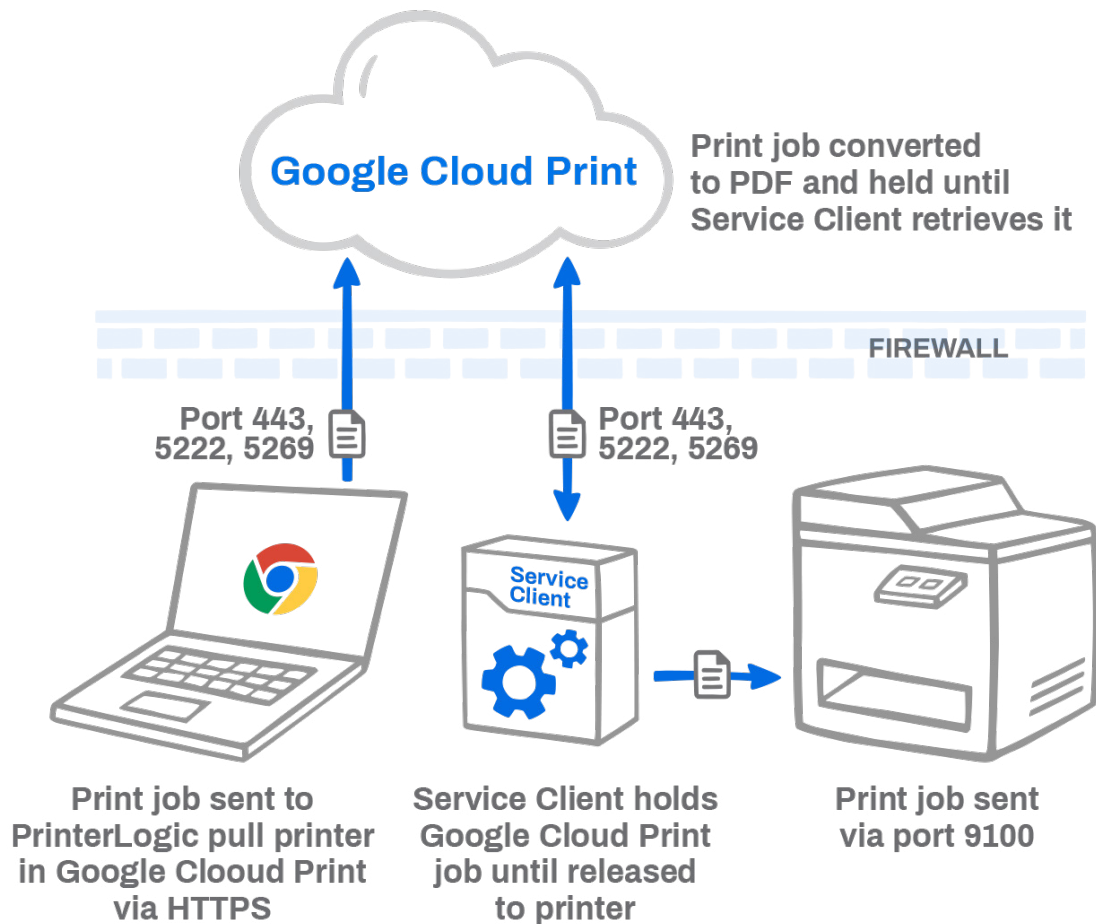 Google Cloud Print
Print job converted
to PDF and held until
Service Client retrieves it
FIREWALL
Port 443,
5222, 5269
Port 443,
5222, 5269
Service
Client
Print job sent to
PrinterLogic pull printer
in Google Clooud Print
via HTTPS
Service Client holds
Google Cloud Print
job until released
to printer
Print job sent
via port 9100